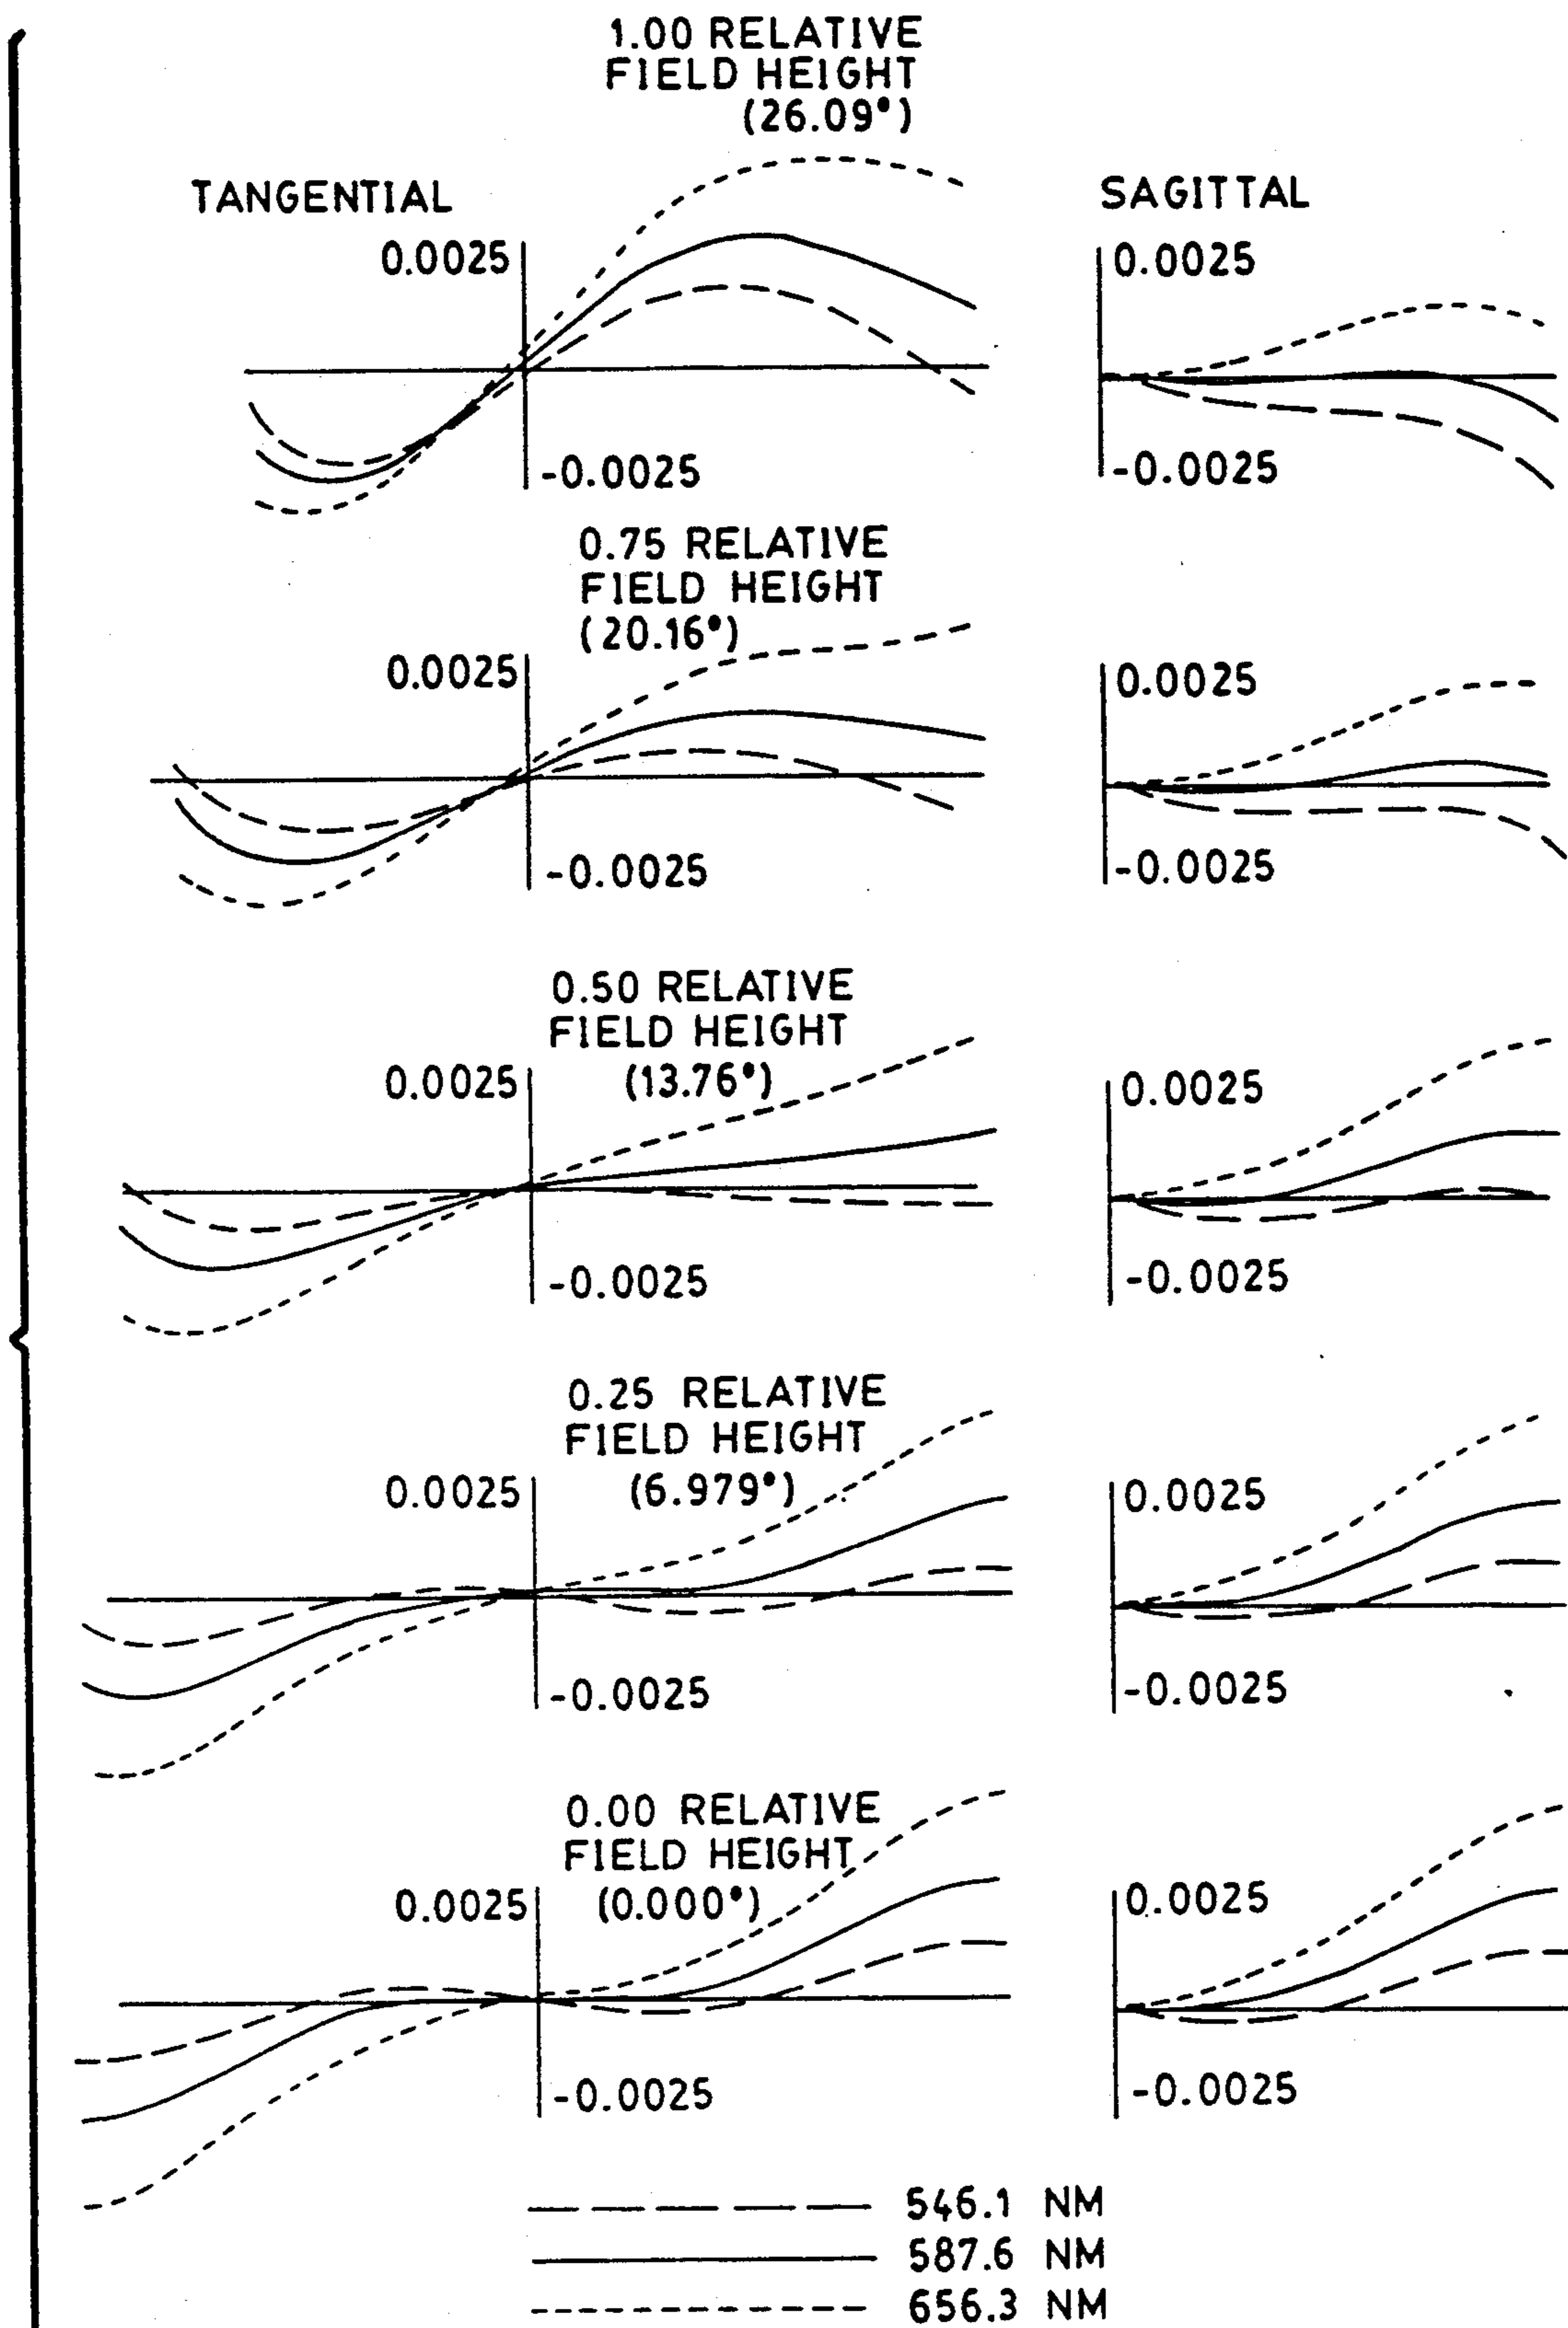 1.00 RELATIVE
FIELD HEIGHT
(26.09°)
TANGENTIAL
SAGITTAL
0.0025
0.0025
-0.0025
-0.0025
0.75 RELATIVE
FIELD HEIGHT
(20.16°)
0.0025
0.0025
-0.0025
-0.0025
0.50 RELATIVE
FIELD HEIGHT
(13.76°)
0.0025
0.0025
-0.0025
-0.0025
0.25 RELATIVE
FIELD HEIGHT
(6.979°)
0.0025
0.0025
-0.0025
-0.0025
0.00 RELATIVE
FIELD HEIGHT
(0.000°)
0.0025
0.0025
-0.0025
-0.0025
546.1 NM
587.6 NM
656.3 NM